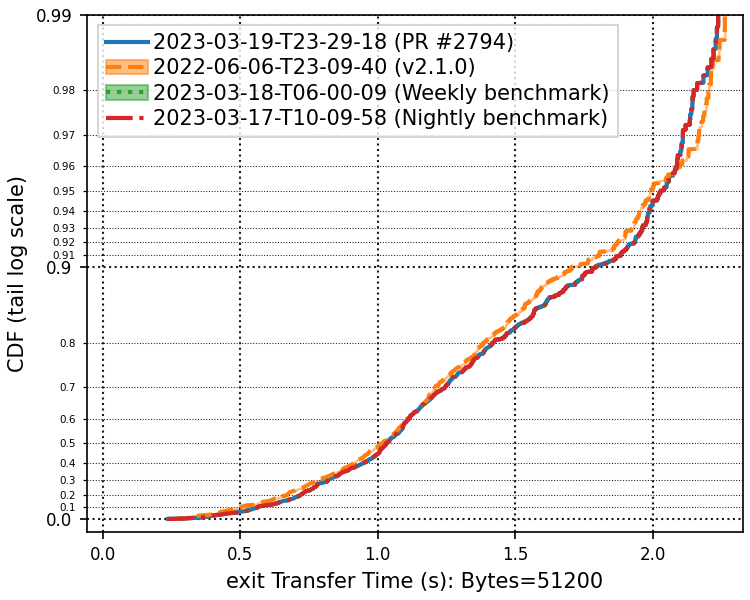 0.99
2023-03-19-T23-29-18 (PR #2794)
2022-06-06-T23-09-40 (v2.1.0)
2023-03-18-T06-00-09 (Weekly benchmark)
2023-03-17-T10-09-58 (Nightly benchmark)
0.98
0.97
0.96
0.95
0.94
0.93
0.92
0.91
0.9
0.8
0.7
0.6
0.5
0.4
0.3
0.2
0.1
0.0
CDF (tail log scale)
0.0 0.5 1.0 1.5 2.0
exit Transfer Time (s): Bytes=51200